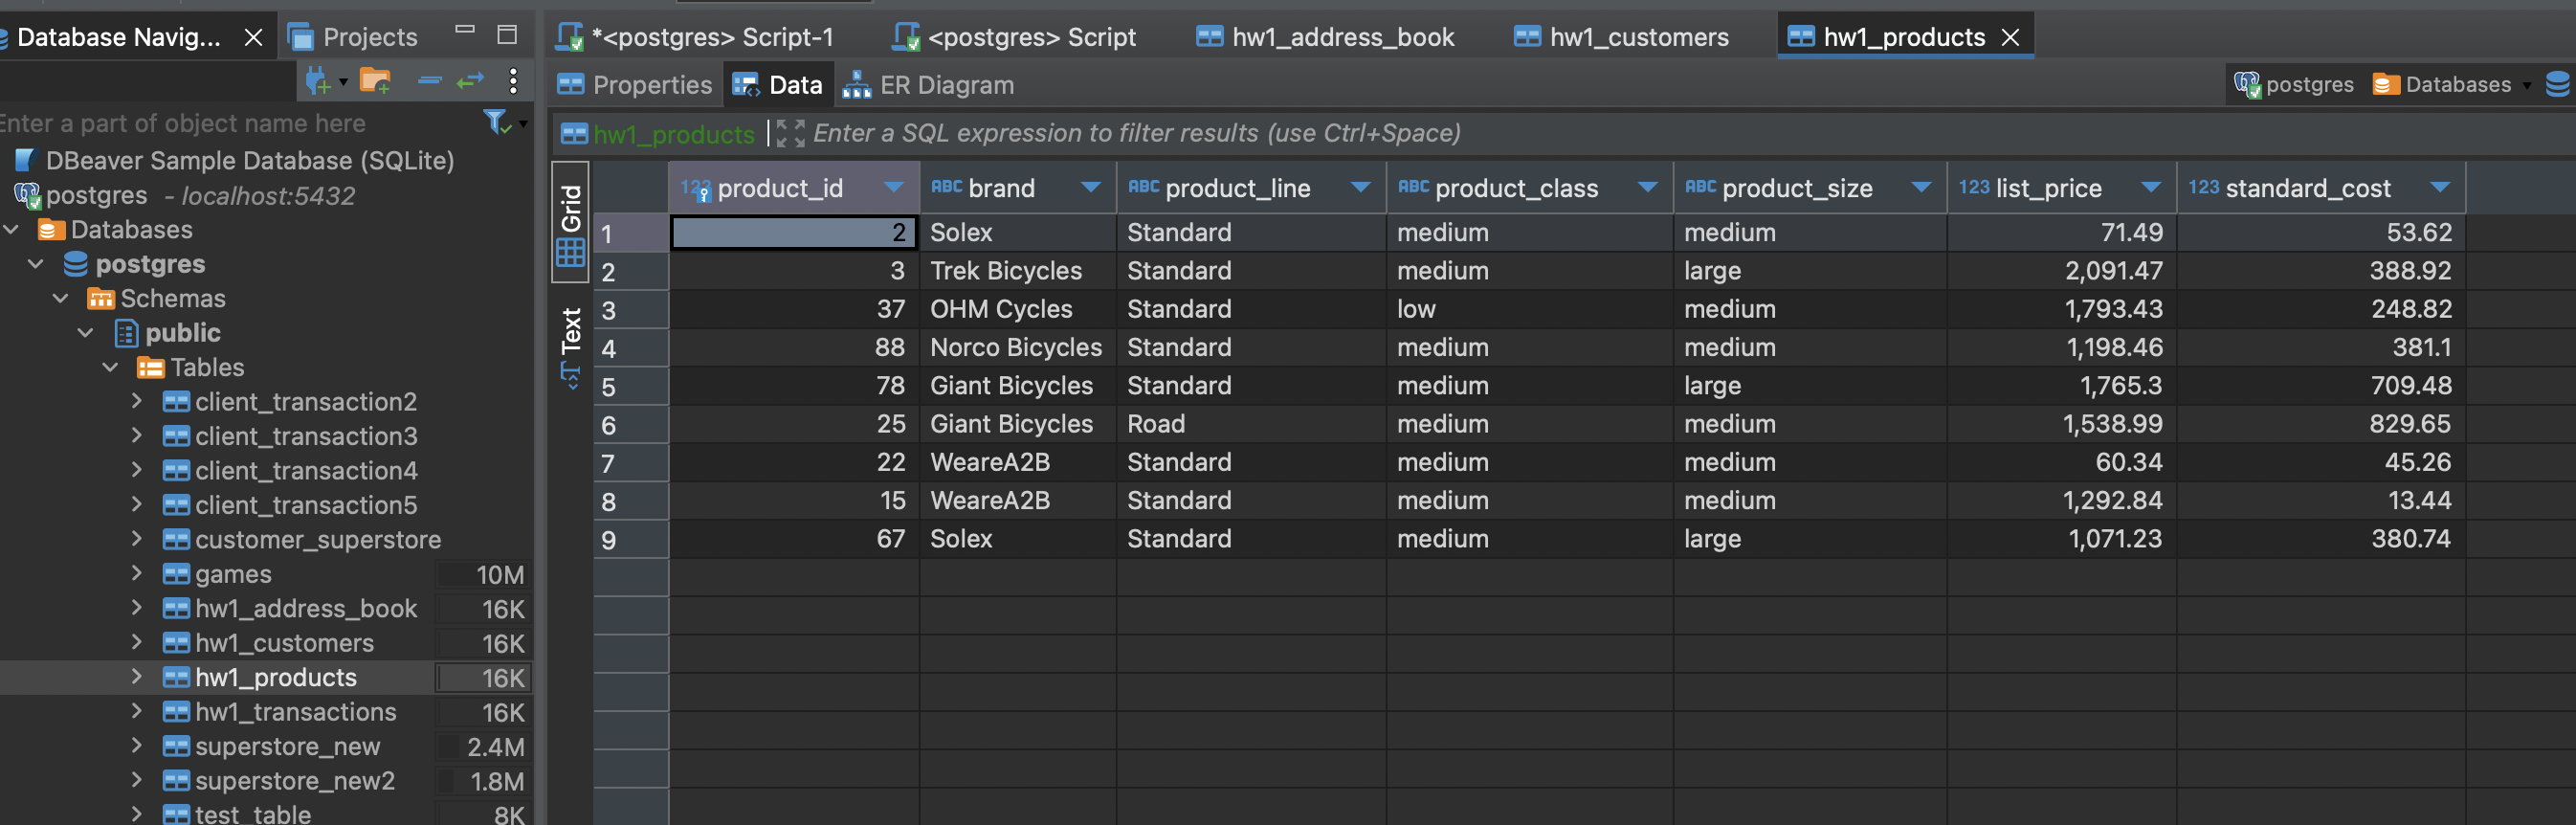 Database Navig...
Projects
*<postgres> Script-1
<postgres> Script
hw1_address_book
hw1_customers
hw1_products
Properties
Data
ER Diagram
postgres
Databases
Enter a part of object name here
hw1_products
Enter a SQL expression to filter results (use Ctrl+Space)
DBeaver Sample Database (SQLite)
postgres - localhost:5432
Databases
postgres
Schemas
public
Tables
client_transaction2
client_transaction3
client_transaction4
client_transaction5
customer_superstore
games 10M
hw1_address_book 16K
hw1_customers 16K
hw1_products 16K
hw1_transactions 16K
superstore_new 2.4M
superstore_new2 1.8M
test_table 8K
Grid
Text
123 product_id ABC brand ABC product_line ABC product_class ABC product_size 123 list_price 123 standard_cost
1 2 Solex Standard medium medium 71.49 53.62
2 3 Trek Bicycles Standard medium large 2,091.47 388.92
3 37 OHM Cycles Standard low medium 1,793.43 248.82
4 88 Norco Bicycles Standard medium medium 1,198.46 381.1
5 78 Giant Bicycles Standard medium large 1,765.3 709.48
6 25 Giant Bicycles Road medium medium 1,538.99 829.65
7 22 WeareA2B Standard medium medium 60.34 45.26
8 15 WeareA2B Standard medium medium 1,292.84 13.44
9 67 Solex Standard medium large 1,071.23 380.74